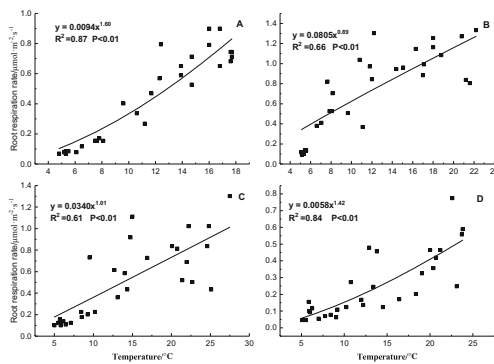 y = 0.0094x^1.60
R² = 0.87 P<0.01
A
Root respiration rate/μmol·m⁻²·s⁻¹
1.0
0.8
0.6
0.4
0.2
0.0
4 6 8 10 12 14 16 18
y = 0.0805x^0.89
R² = 0.66 P<0.01
B
1.4
1.2
1.0
0.8
0.6
0.4
0.2
0.0
4 6 8 10 12 14 16 18 20 22 24
y = 0.0340x^1.01
R² = 0.61 P<0.01
C
Root respiration rate/μmol·m⁻²·s⁻¹
1.4
1.2
1.0
0.8
0.6
0.4
0.2
0.0
5 10 15 20 25
Temperature/°C
y = 0.0058x^1.42
R² = 0.84 P<0.01
D
0.8
0.6
0.4
0.2
0.0
5 10 15 20 25
Temperature/°C